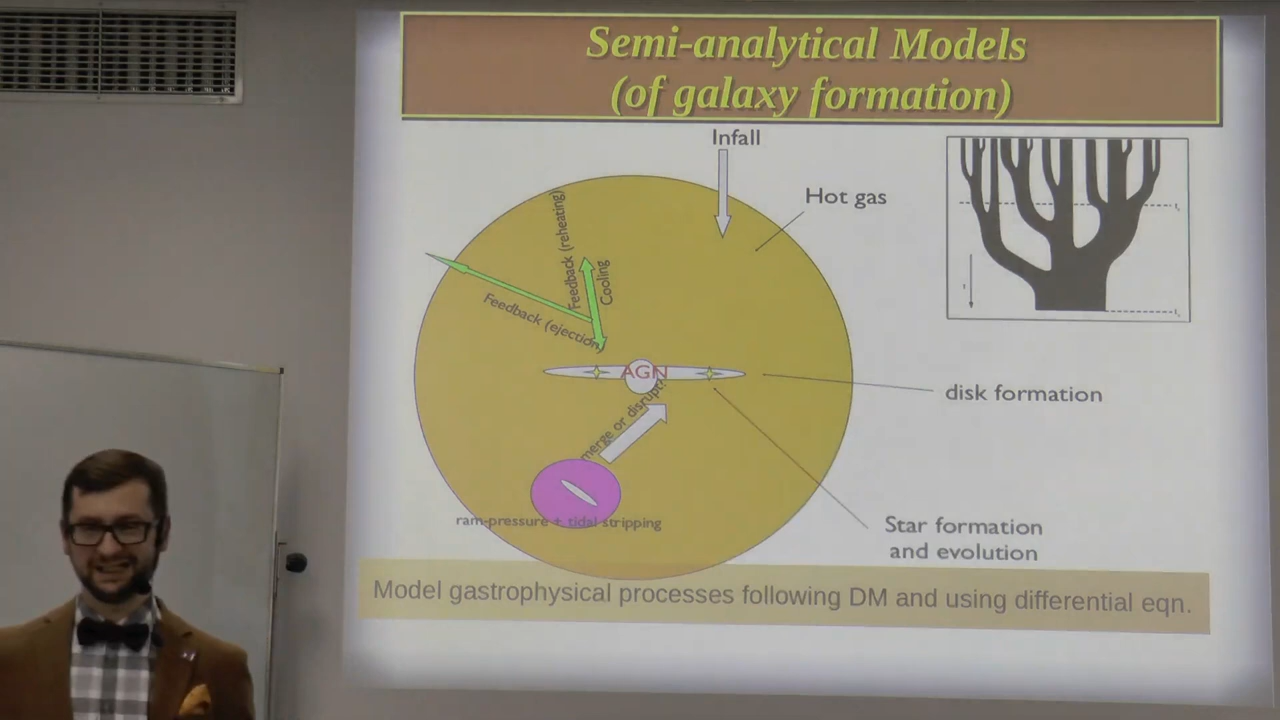 Semi-analytical Models
(of galaxy formation)
Infall
Hot gas
Feedback (reheating)
Cooling
Feedback (ejection)
AGN
merge or disrupt?
disk formation
ram-pressure + tidal stripping
Star formation
and evolution
Model gastrophysical processes following DM and using differential eqn.